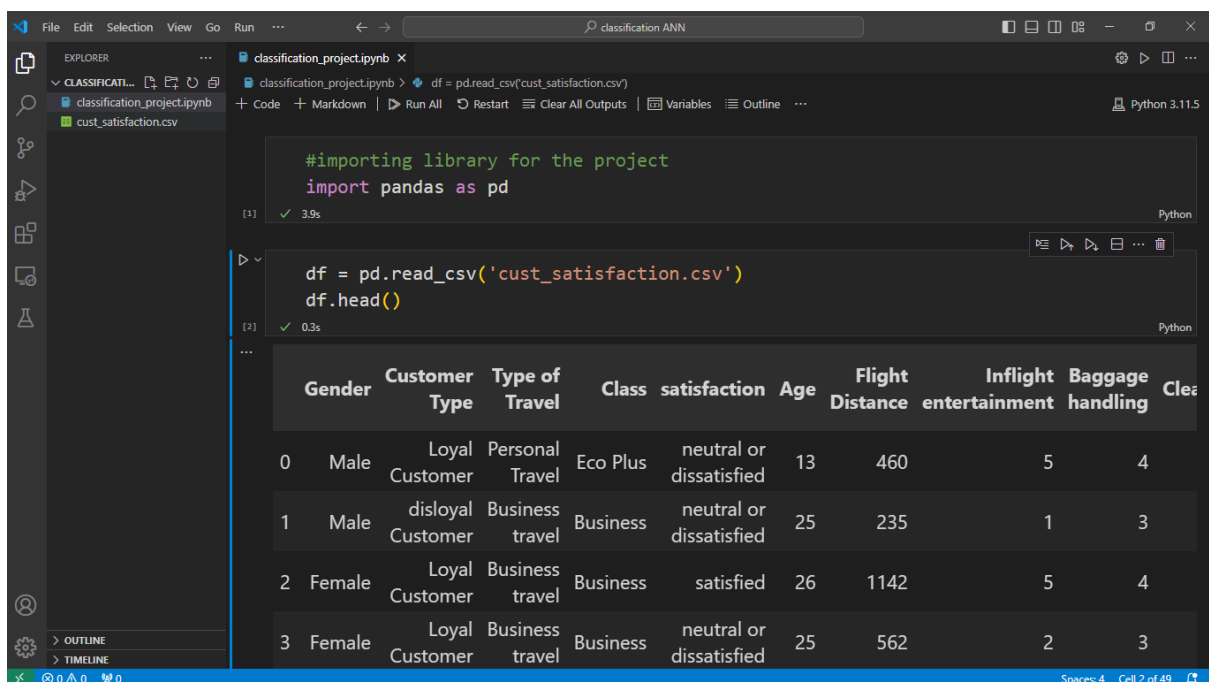 File Edit Selection View Go Run ···
classification ANN
EXPLORER ···
CLASSIFICATI...
classification_project.ipynb
cust_satisfaction.csv
OUTLINE
TIMELINE
classification_project.ipynb
classification_project.ipynb > df = pd.read_csv('cust_satisfaction.csv')
+ Code + Markdown | Run All Restart Clear All Outputs | Variables Outline ··· Python 3.11.5
#importing library for the project
import pandas as pd
[1] ✓ 3.9s Python
df = pd.read_csv('cust_satisfaction.csv')
df.head()
[2] ✓ 0.3s Python
...
Gender Customer Type Type of Travel Class satisfaction Age Flight Distance Inflight entertainment Baggage handling Clea
0 Male Loyal Customer Personal Travel Eco Plus neutral or dissatisfied 13 460 5 4
1 Male disloyal Customer Business travel Business neutral or dissatisfied 25 235 1 3
2 Female Loyal Customer Business travel Business satisfied 26 1142 5 4
3 Female Loyal Customer Business travel Business neutral or dissatisfied 25 562 2 3
0 0 0 Spaces: 4 Cell 2 of 49